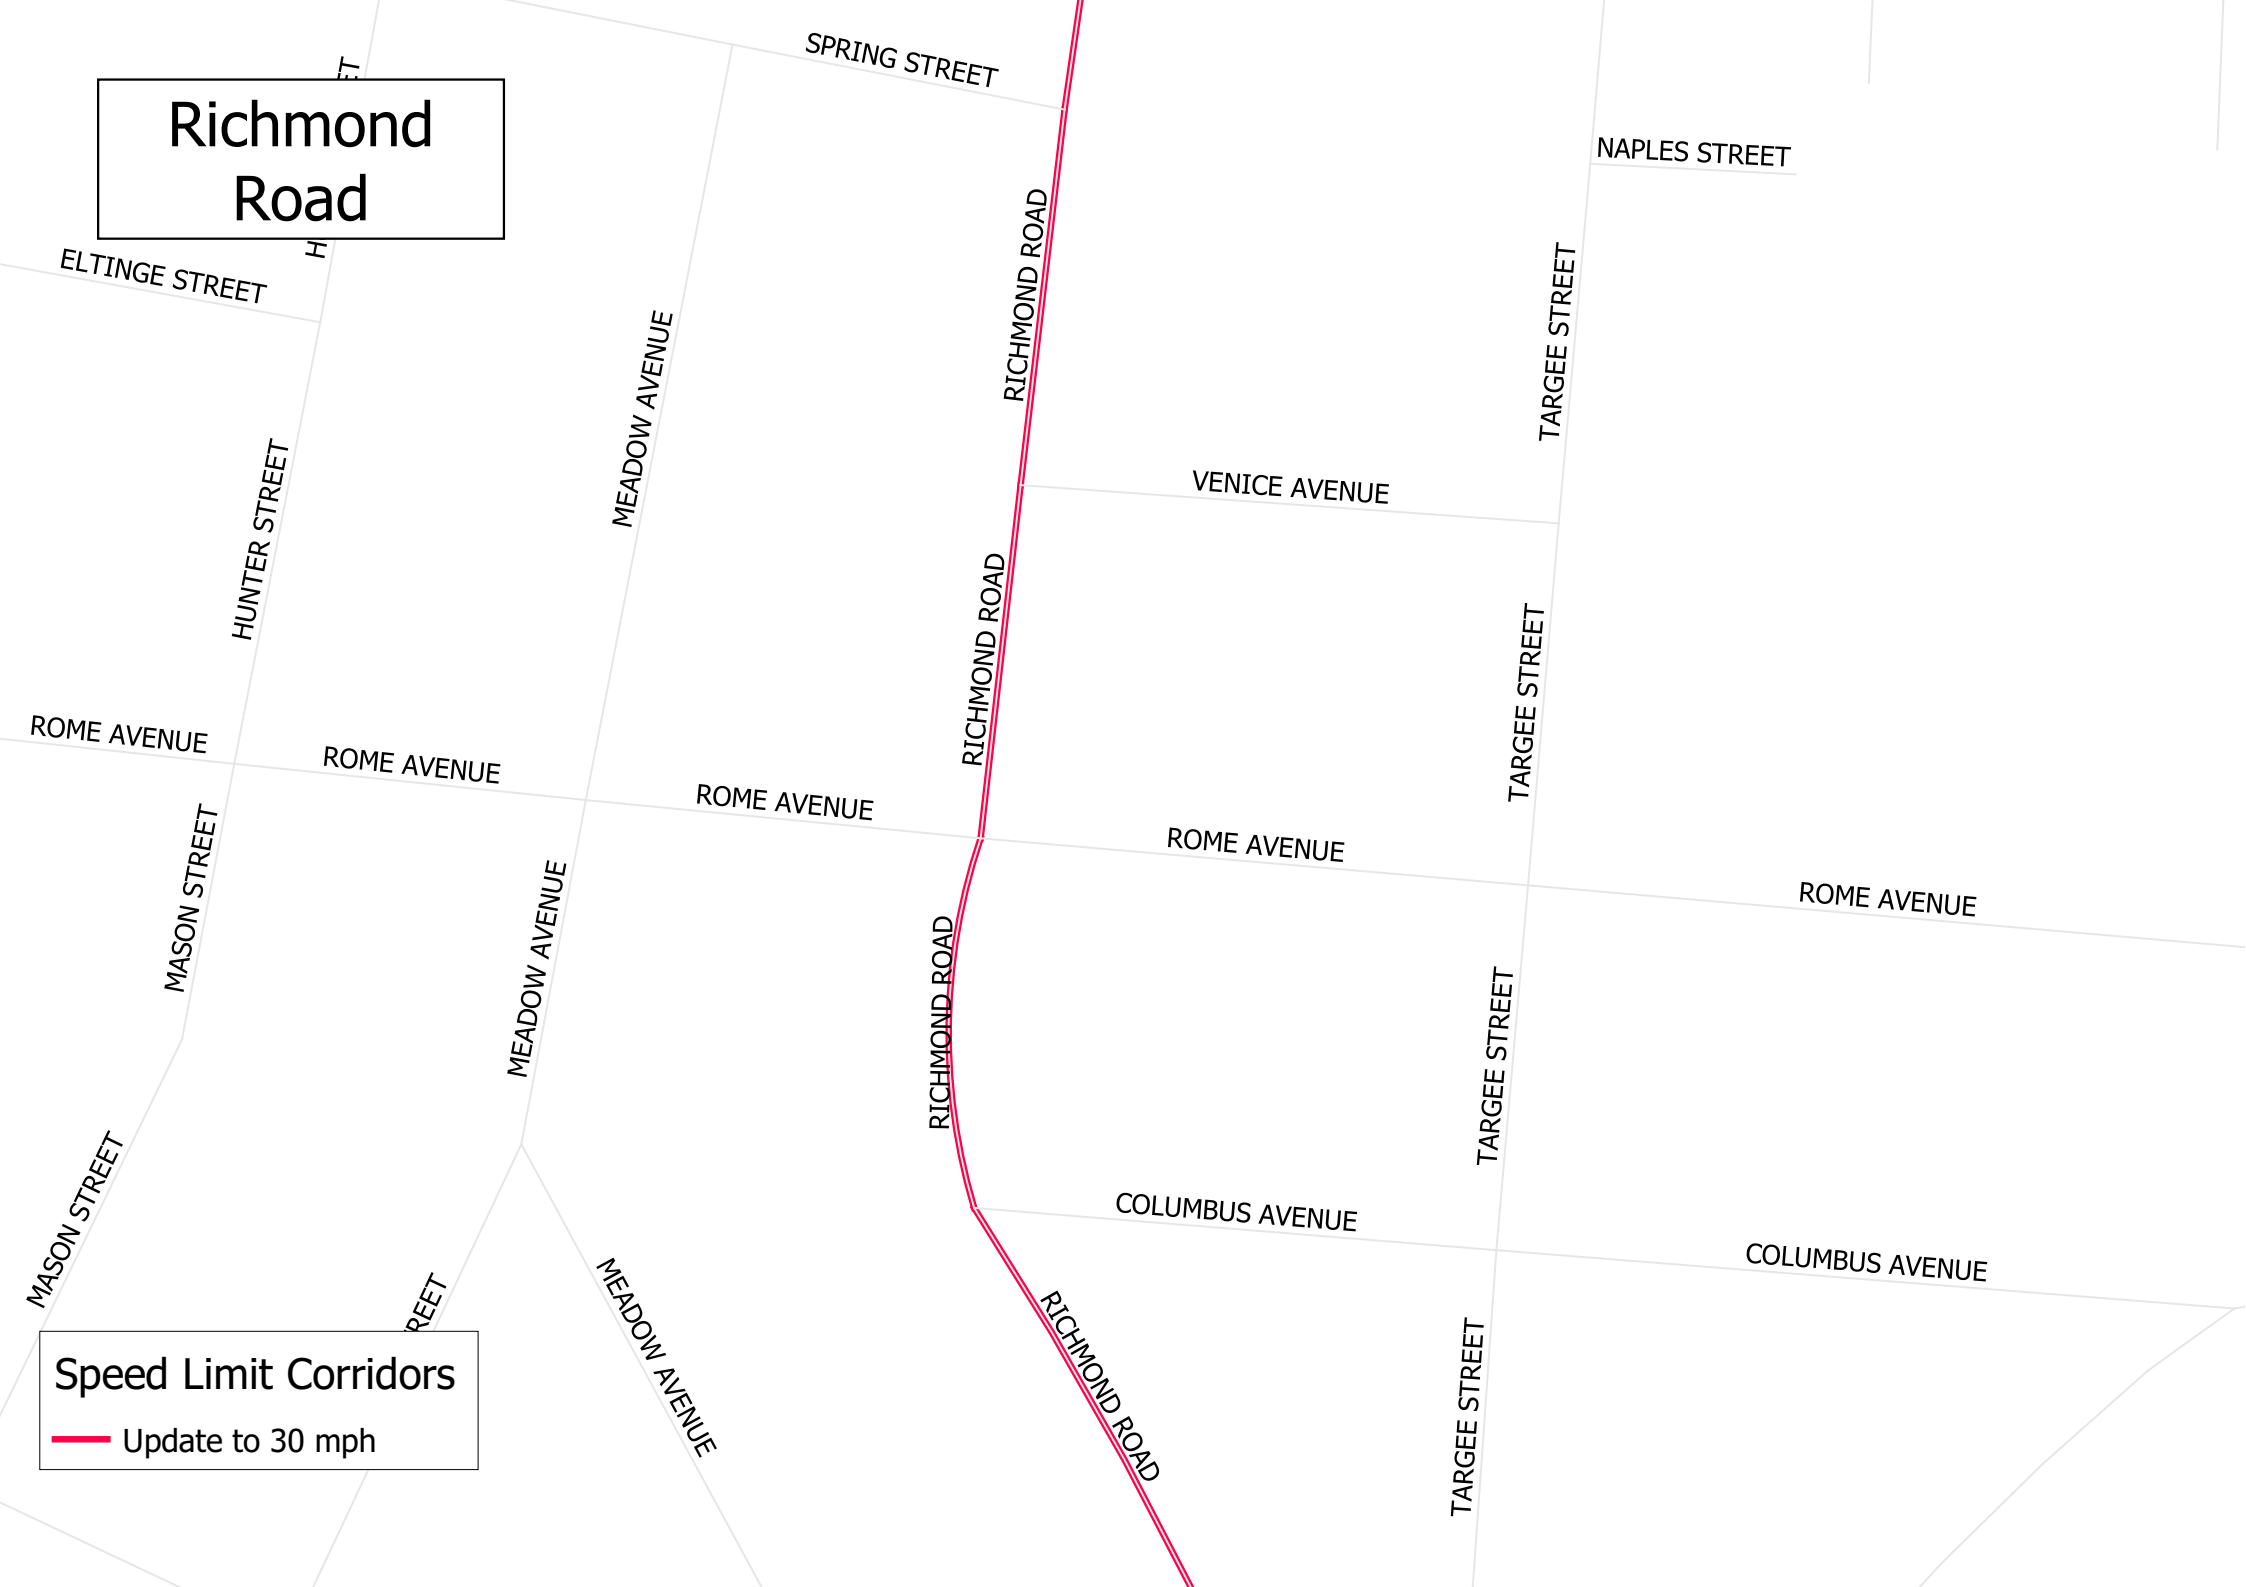 SPRING STREET
Richmond
Road
NAPLES STREET
ELTINGE STREET
RICHMOND ROAD
TARGEE STREET
MEADOW AVENUE
HUNTER STREET
VENICE AVENUE
RICHMOND ROAD
TARGEE STREET
ROME AVENUE
ROME AVENUE
ROME AVENUE
ROME AVENUE
ROME AVENUE
MASON STREET
MEADOW AVENUE
RICHMOND ROAD
TARGEE STREET
MASON STREET
COLUMBUS AVENUE
COLUMBUS AVENUE
MEADOW AVENUE
RICHMOND ROAD
TARGEE STREET
Speed Limit Corridors
Update to 30 mph